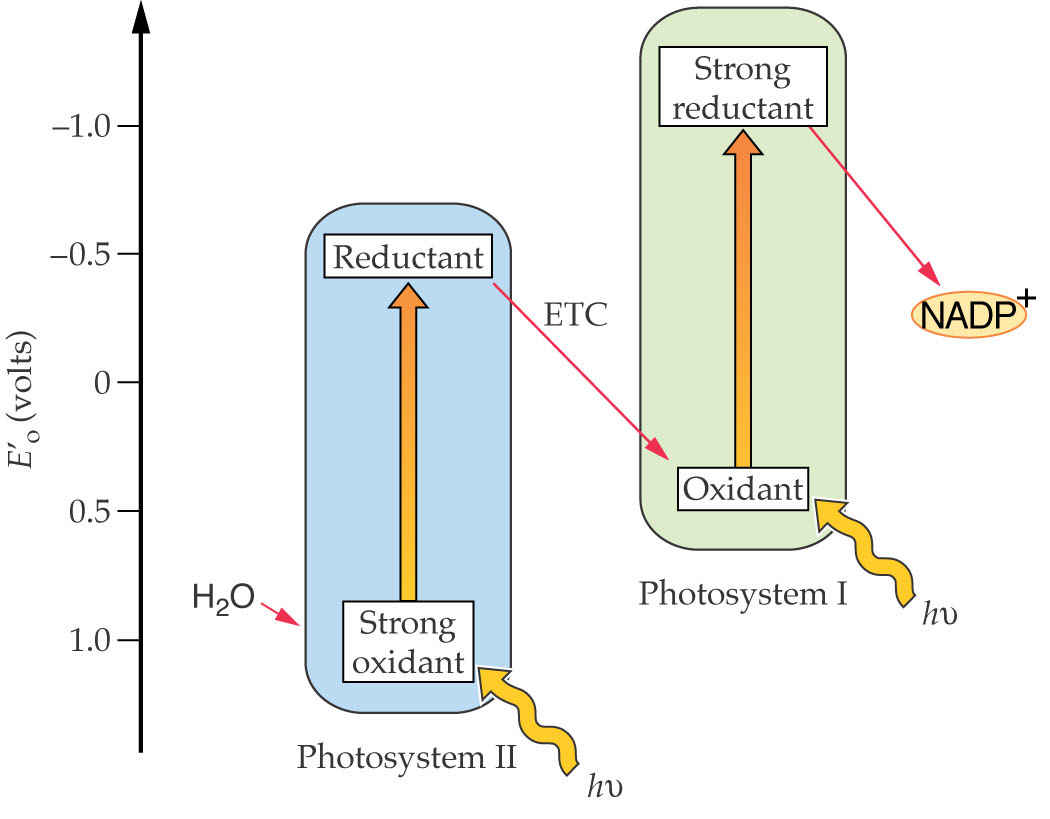 Strong
reductant
–1.0
–0.5
Reductant
ETC
NADP⁺
E′ₒ (volts)
0
0.5
Oxidant
H₂O
Photosystem I
hυ
Strong
oxidant
1.0
Photosystem II
hυ